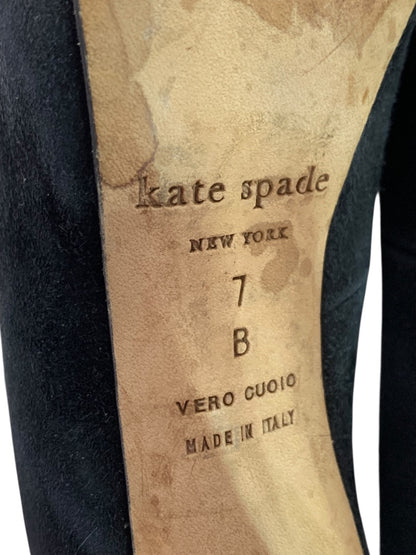 kate spade
NEW YORK
7
B
VERO CUOIO
MADE IN ITALY